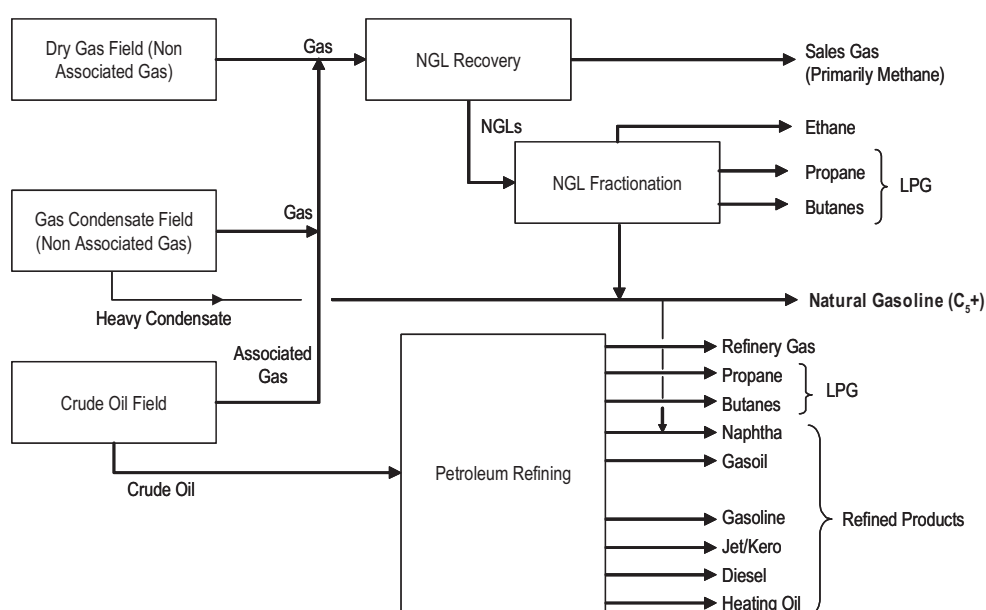 Dry Gas Field (Non
Associated Gas)
Gas
NGL Recovery
Sales Gas
(Primarily Methane)
NGLs
Ethane
NGL Fractionation
Propane
Butanes
LPG
Gas Condensate Field
(Non Associated Gas)
Gas
Heavy Condensate
Natural Gasoline (C5+)
Associated
Gas
Crude Oil Field
Crude Oil
Petroleum Refining
Refinery Gas
Propane
Butanes
LPG
Naphtha
Gasoil
Gasoline
Jet/Kero
Diesel
Heating Oil
Refined Products